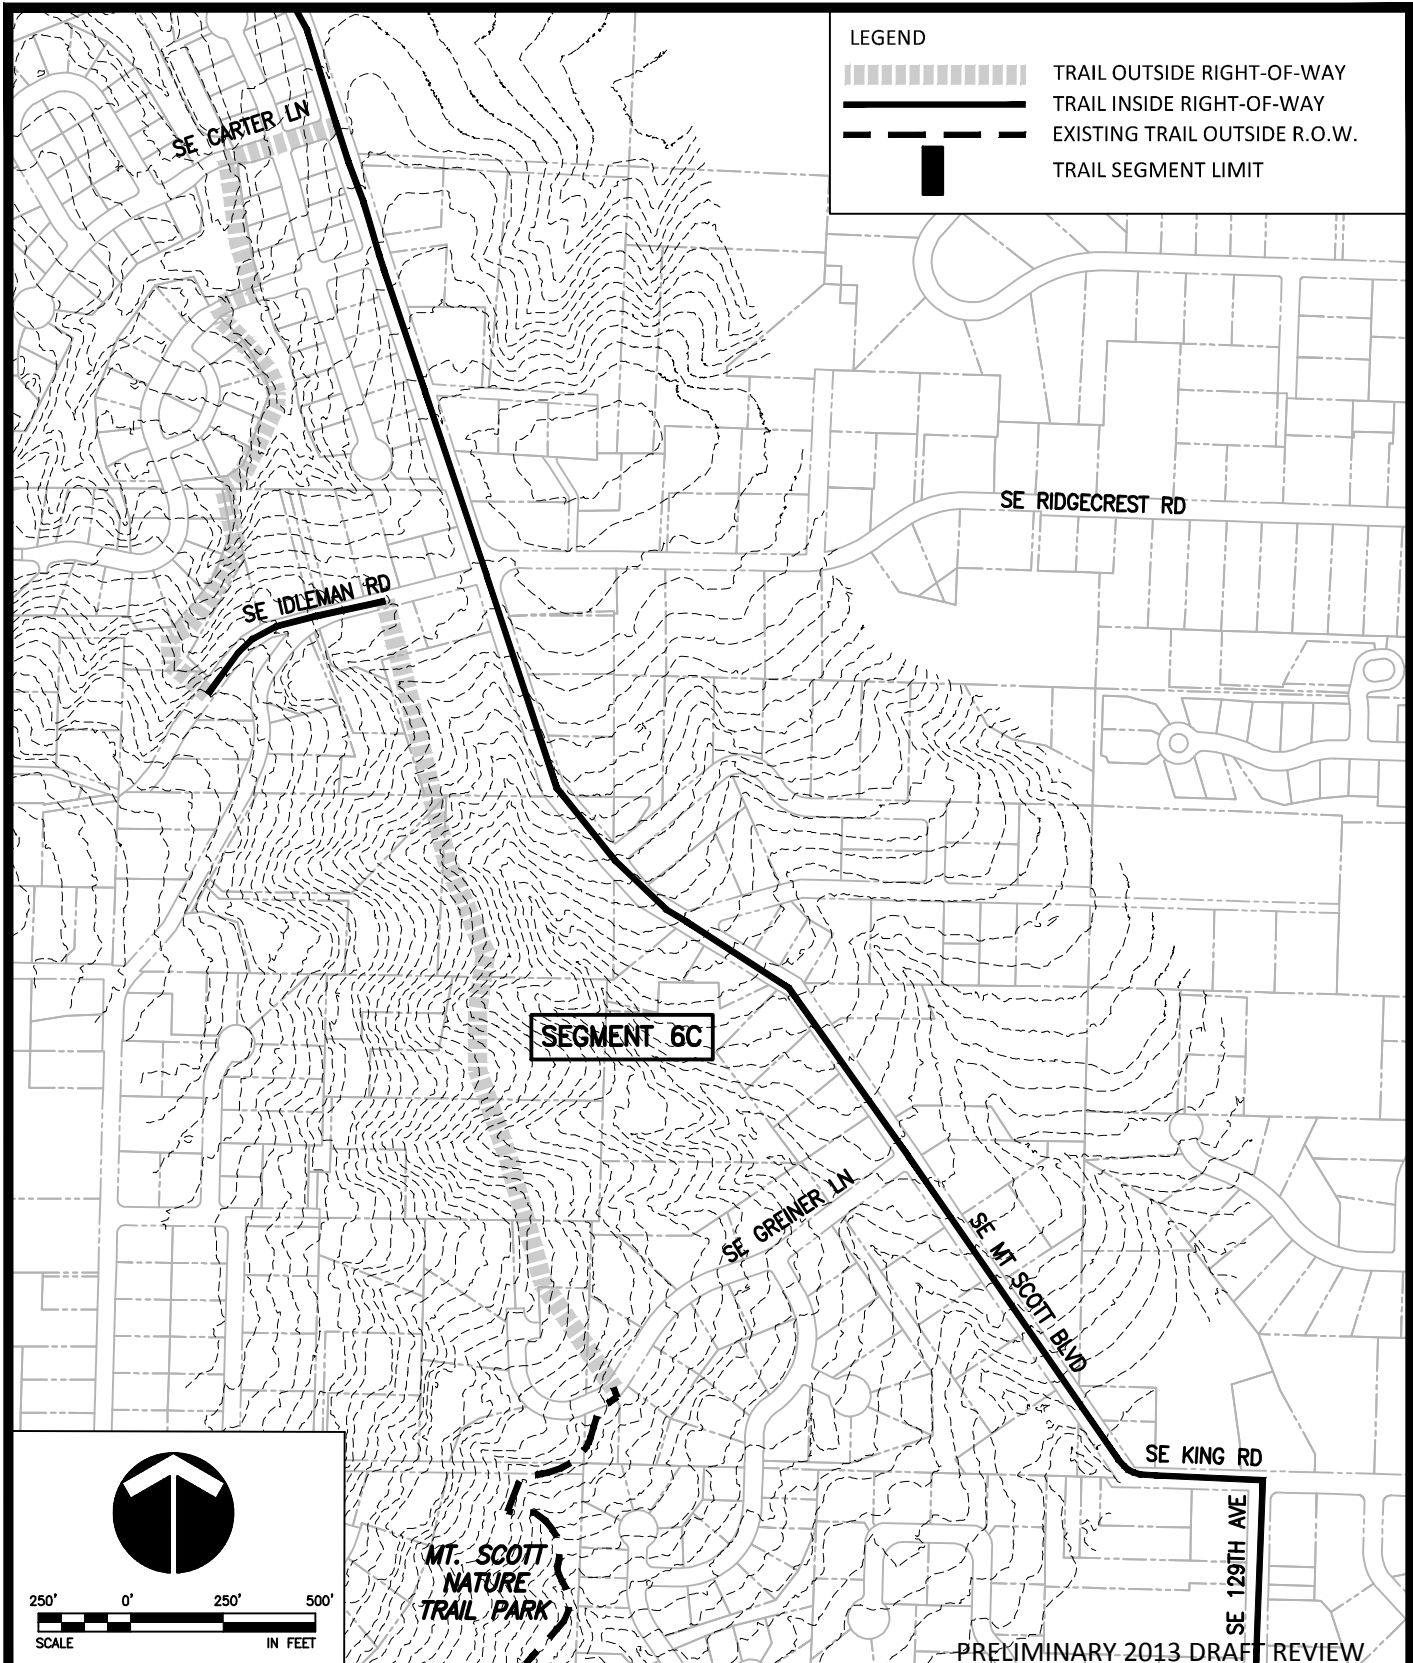 LEGEND
TRAIL OUTSIDE RIGHT-OF-WAY
TRAIL INSIDE RIGHT-OF-WAY
EXISTING TRAIL OUTSIDE R.O.W.
TRAIL SEGMENT LIMIT
SE CARTER LN
SE RIDGECREST RD
SE IDLEMAN RD
SEGMENT 6C
SE GREINER LN
SE MT SCOTT BLVD
SE KING RD
SE 129TH AVE
MT. SCOTT
NATURE
TRAIL PARK
250' 0' 250' 500'
SCALE IN FEET
PRELIMINARY 2013 DRAFT REVIEW